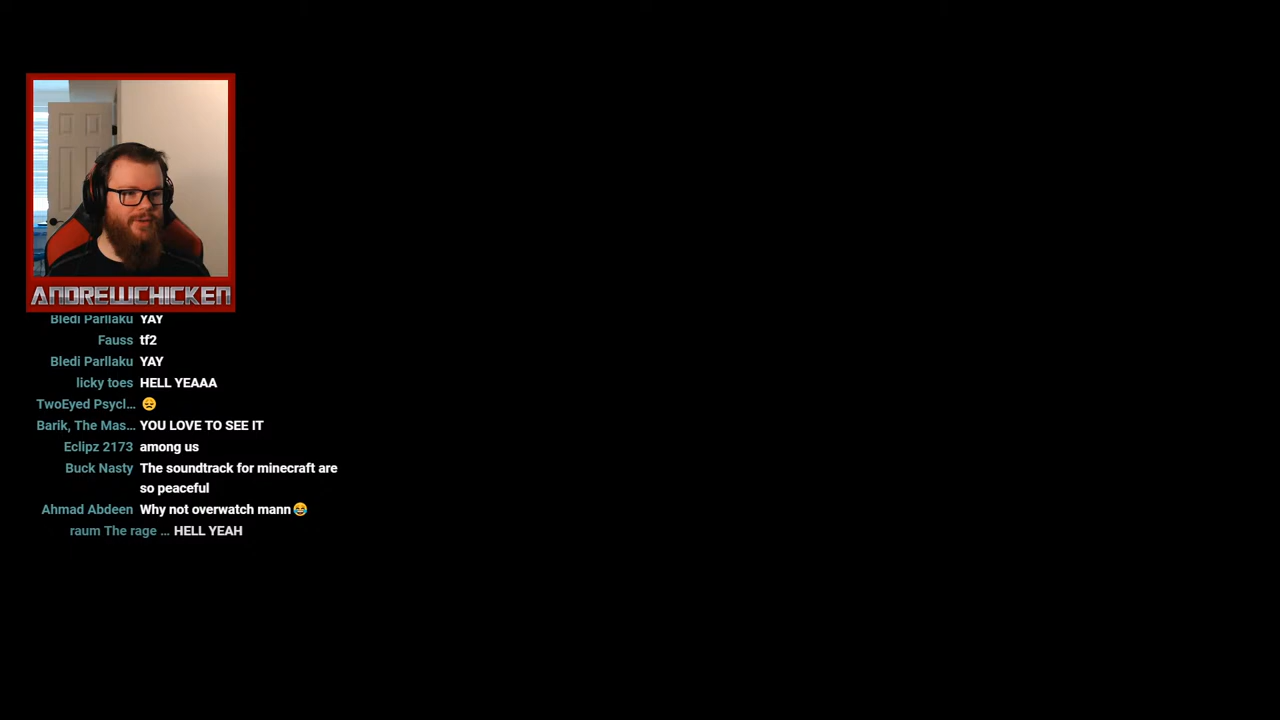 ANDREWCHICKEN
Bledi Parllaku YAY
Fauss tf2
Bledi Parllaku YAY
licky toes HELL YEAAA
TwoEyed Psycl… 😔
Barik, The Mas… YOU LOVE TO SEE IT
Eclipz 2173 among us
Buck Nasty The soundtrack for minecraft are
so peaceful
Ahmad Abdeen Why not overwatch mann😂
raum The rage … HELL YEAH